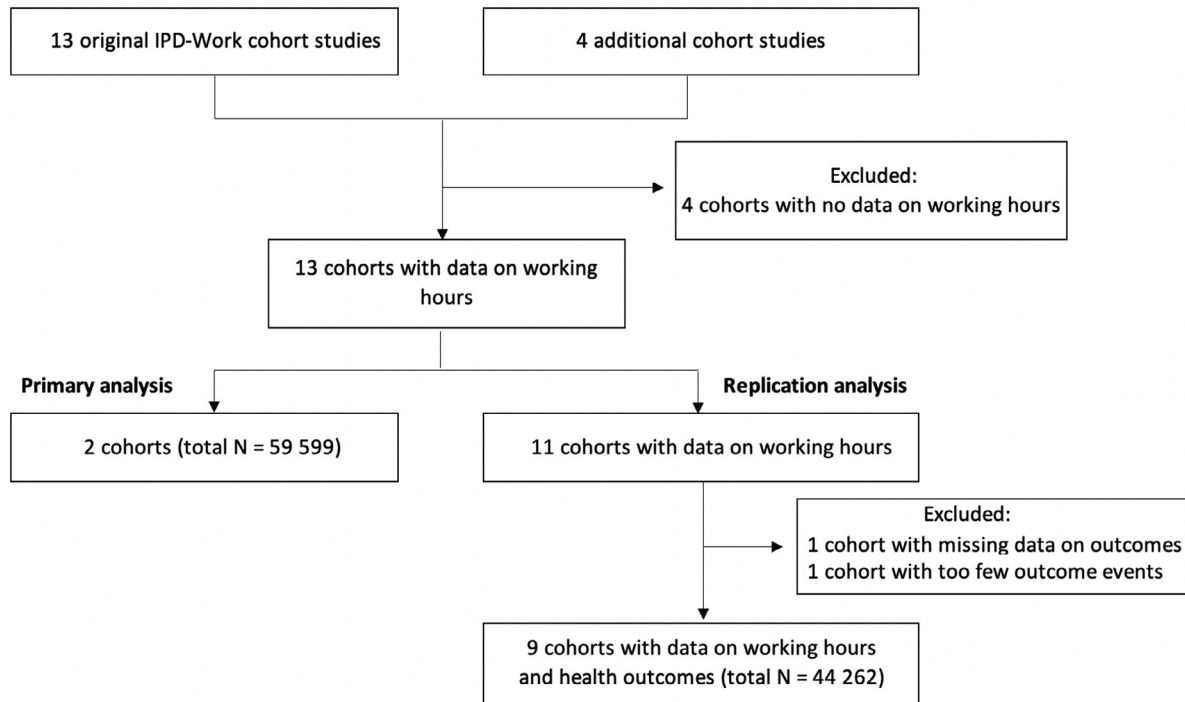 13 original IPD-Work cohort studies
4 additional cohort studies
Excluded:
4 cohorts with no data on working hours
13 cohorts with data on working
hours
Primary analysis
Replication analysis
2 cohorts (total N = 59 599)
11 cohorts with data on working hours
Excluded:
1 cohort with missing data on outcomes
1 cohort with too few outcome events
9 cohorts with data on working hours
and health outcomes (total N = 44 262)